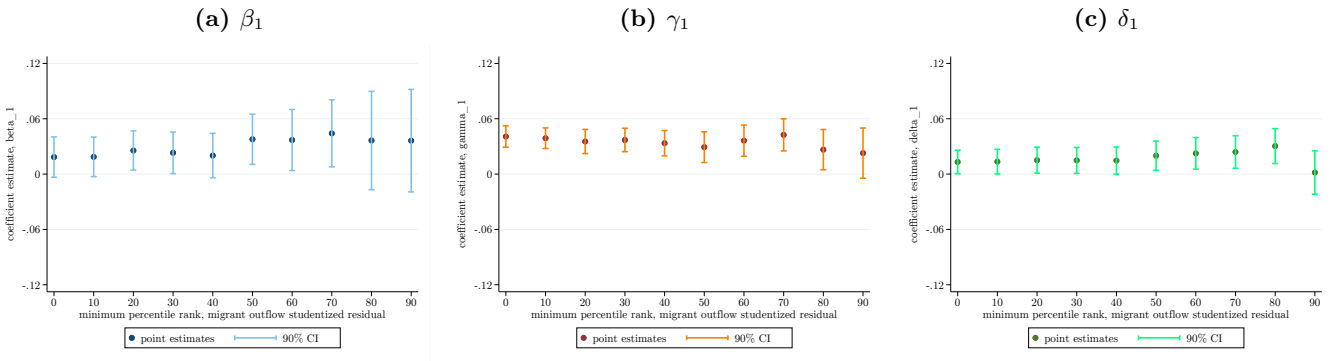 (a) β₁
.12
.06
0
-.06
-.12
coefficient estimate, beta_1
0 10 20 30 40 50 60 70 80 90
minimum percentile rank, migrant outflow studentized residual
point estimates 90% CI
(b) γ₁
.12
.06
0
-.06
-.12
coefficient estimate, gamma_1
0 10 20 30 40 50 60 70 80 90
minimum percentile rank, migrant outflow studentized residual
point estimates 90% CI
(c) δ₁
.12
.06
0
-.06
-.12
coefficient estimate, delta_1
0 10 20 30 40 50 60 70 80 90
minimum percentile rank, migrant outflow studentized residual
point estimates 90% CI